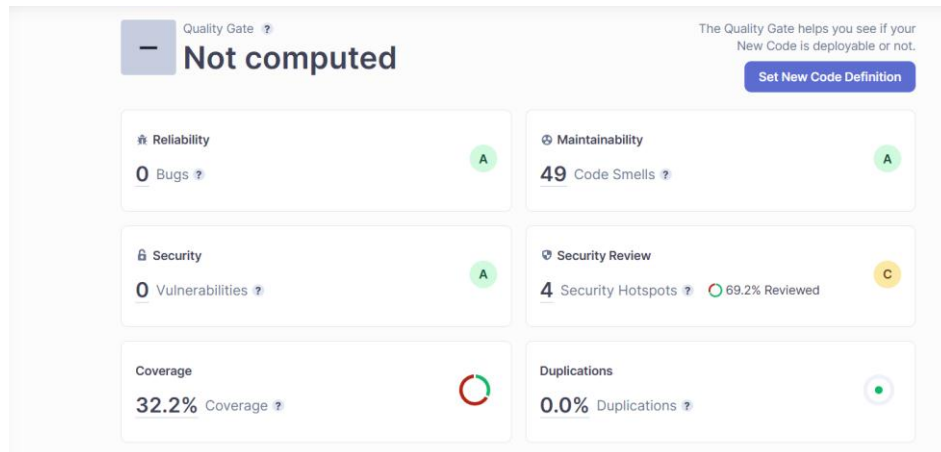 Quality Gate ?
Not computed
The Quality Gate helps you see if your
New Code is deployable or not.
Set New Code Definition
Reliability
0 Bugs ?
A
Maintainability
49 Code Smells ?
A
Security
0 Vulnerabilities ?
A
Security Review
4 Security Hotspots ? 69.2% Reviewed
C
Coverage
32.2% Coverage ?
Duplications
0.0% Duplications ?